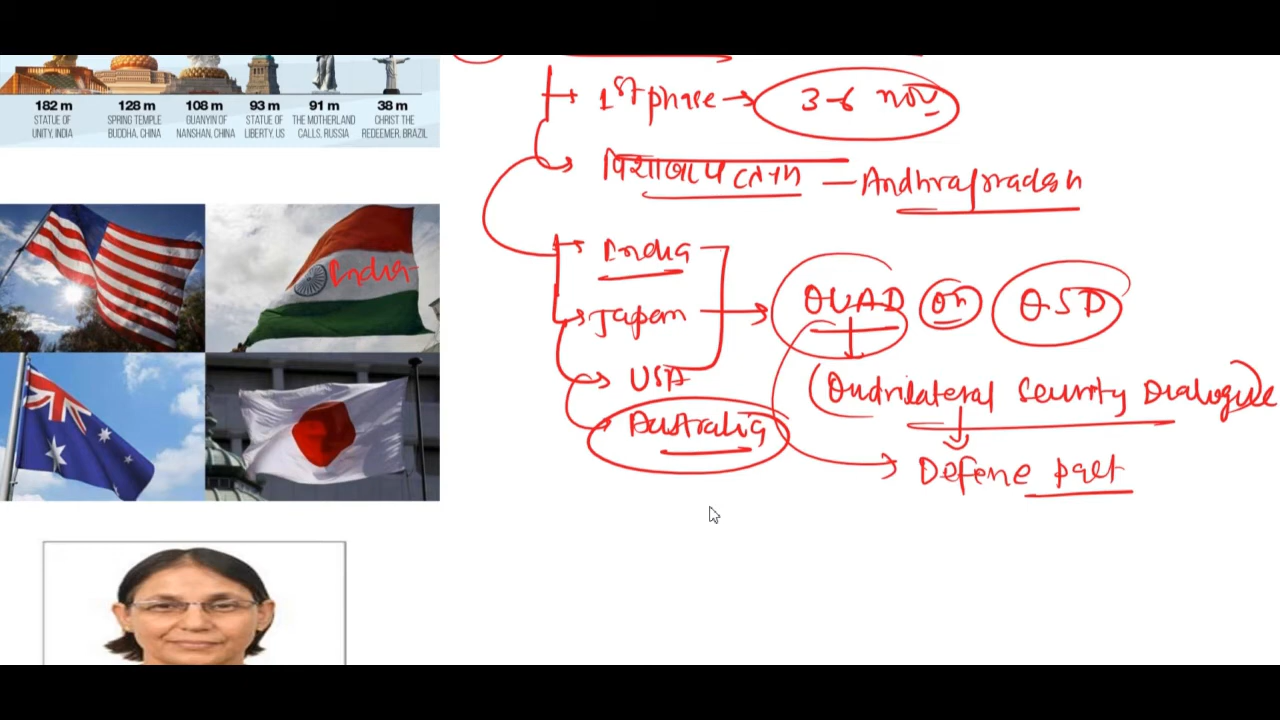 182 m 128 m 108 m 93 m 91 m 38 m
STATUE OF UNITY, INDIA
SPRING TEMPLE BUDDHA, CHINA
GUANYIN OF NANSHAN, CHINA
STATUE OF LIBERTY, US
THE MOTHERLAND CALLS, RUSSIA
CHRIST THE REDEEMER, BRAZIL
1st phase → 3-6 nov
— Andhrapradesh
India
India
Japan → QUAD or QSD
USA
(Quadrilateral Security Dialogue)
Australia
Defene pact